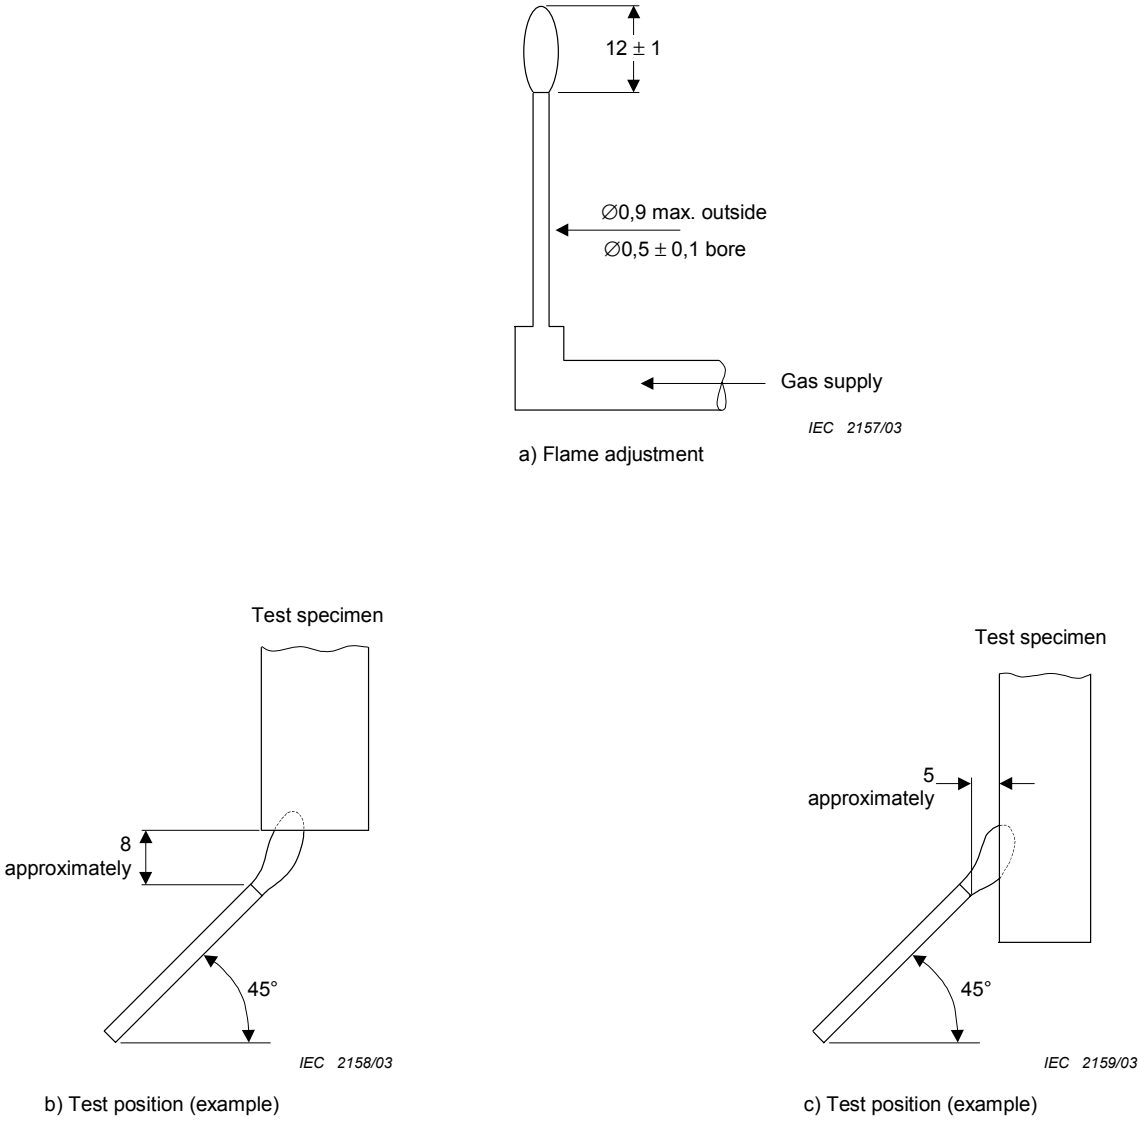 12 ± 1
∅0,9 max. outside
∅0,5 ± 0,1 bore
Gas supply
IEC 2157/03
a) Flame adjustment
Test specimen
8
approximately
45°
IEC 2158/03
b) Test position (example)
Test specimen
5
approximately
45°
IEC 2159/03
c) Test position (example)